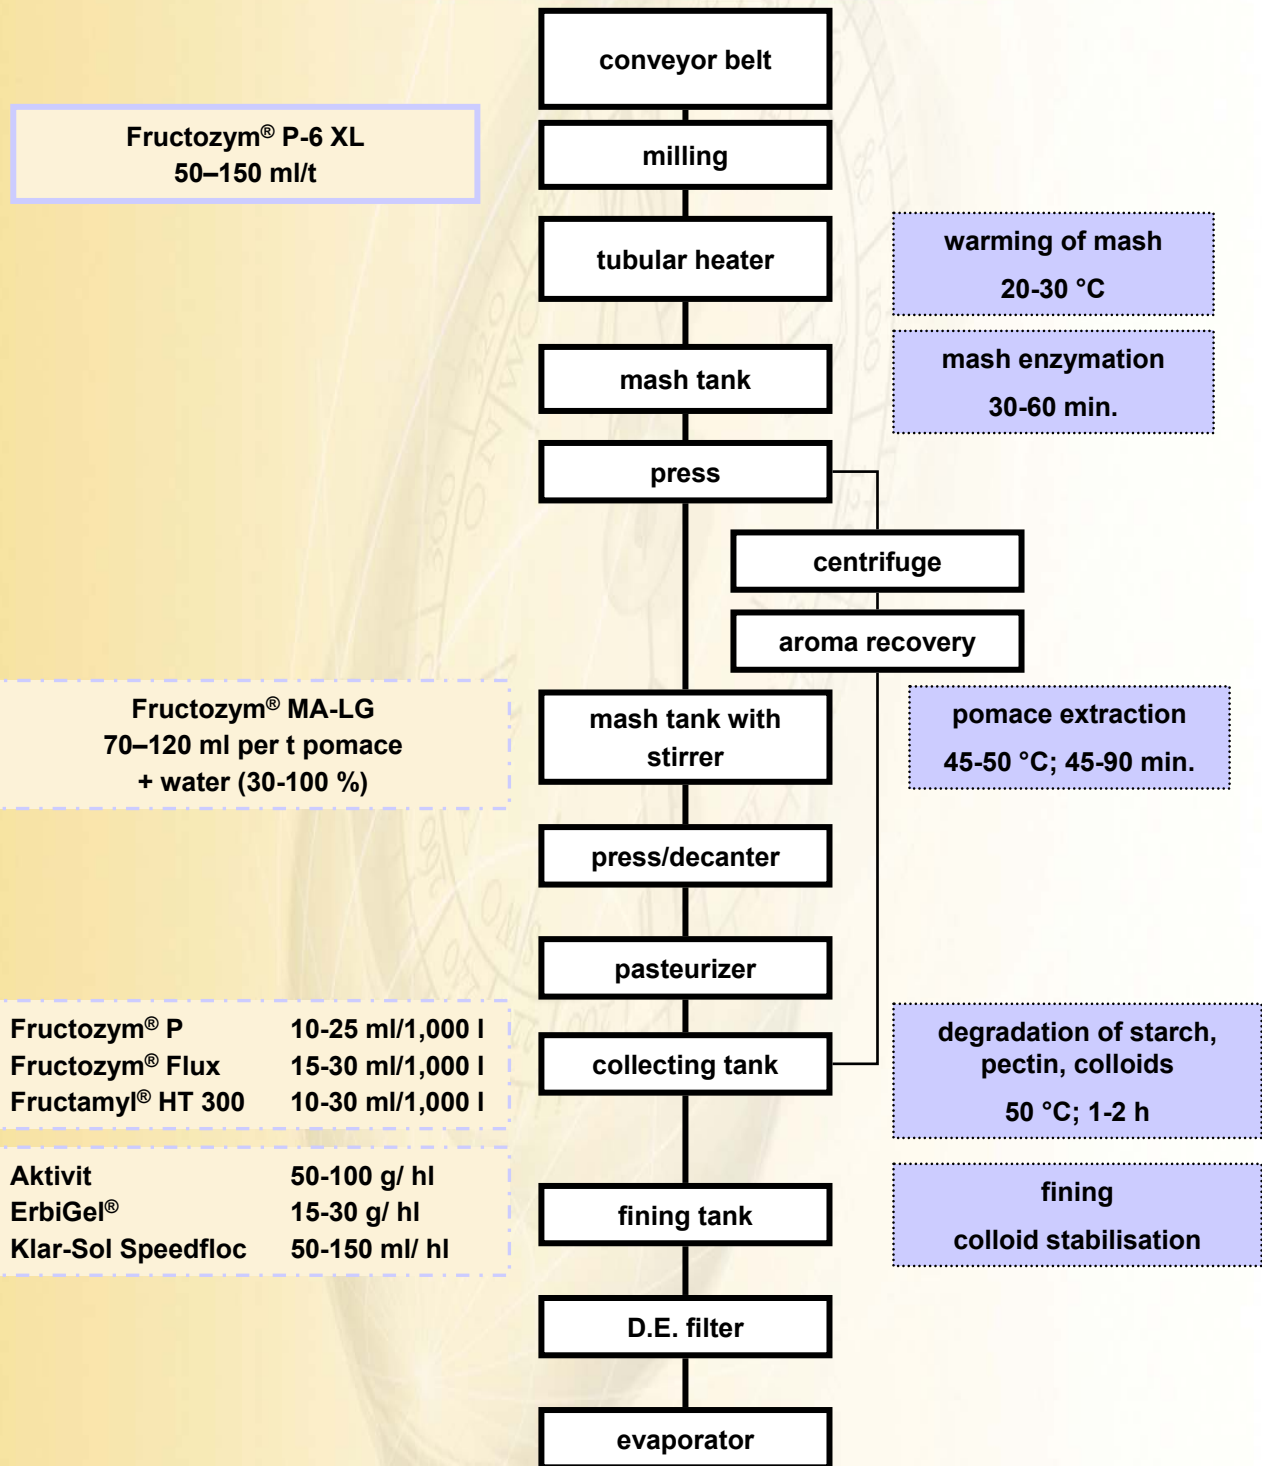 conveyor belt
Fructozym® P-6 XL
50–150 ml/t
milling
tubular heater
warming of mash
20-30 °C
mash tank
mash enzymation
30-60 min.
press
centrifuge
aroma recovery
Fructozym® MA-LG
70–120 ml per t pomace
+ water (30-100 %)
mash tank with
stirrer
pomace extraction
45-50 °C; 45-90 min.
press/decanter
pasteurizer
Fructozym® P 10-25 ml/1,000 l
Fructozym® Flux 15-30 ml/1,000 l
Fructamyl® HT 300 10-30 ml/1,000 l
collecting tank
degradation of starch,
pectin, colloids
50 °C; 1-2 h
Aktivit 50-100 g/ hl
ErbiGel® 15-30 g/ hl
Klar-Sol Speedfloc 50-150 ml/ hl
fining tank
fining
colloid stabilisation
D.E. filter
evaporator